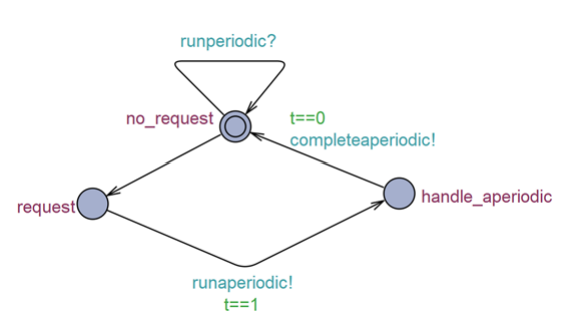 runperiodic?
no_request
t==0
completeaperiodic!
request
handle_aperiodic
runaperiodic!
t==1